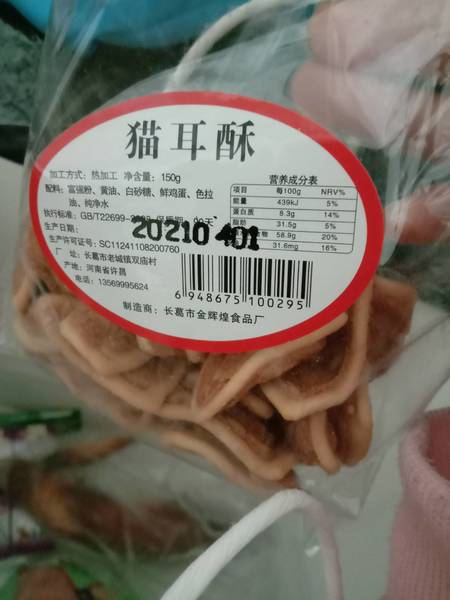 猫耳酥
加工方式: 热加工 净含量: 150g
配料: 富强粉、黄油、白砂糖、鲜鸡蛋、色拉
油、纯净水
执行标准: GB/T22699
生产日期:
20210401
生产许可证号: SC11241108200760
厂 址: 长葛市老城镇双庙村
产地: 河南省许昌
电话: 13569995624
营养成分表
项目 每100g NRV%
能量 439kJ 5%
蛋白质 8.3g 14%
脂肪 31.5g 5%
58.9g 20%
31.6mg 16%
6 948675 100295
制造商: 长葛市金辉煌食品厂